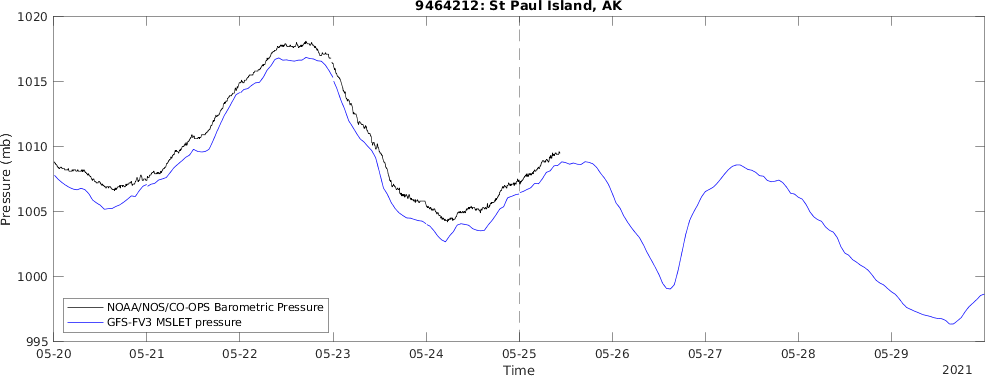 9464212: St Paul Island, AK
Pressure (mb)
1020
1015
1010
1005
1000
995
NOAA/NOS/CO-OPS Barometric Pressure
GFS-FV3 MSLET pressure
05-20 05-21 05-22 05-23 05-24 05-25 05-26 05-27 05-28 05-29
Time
2021